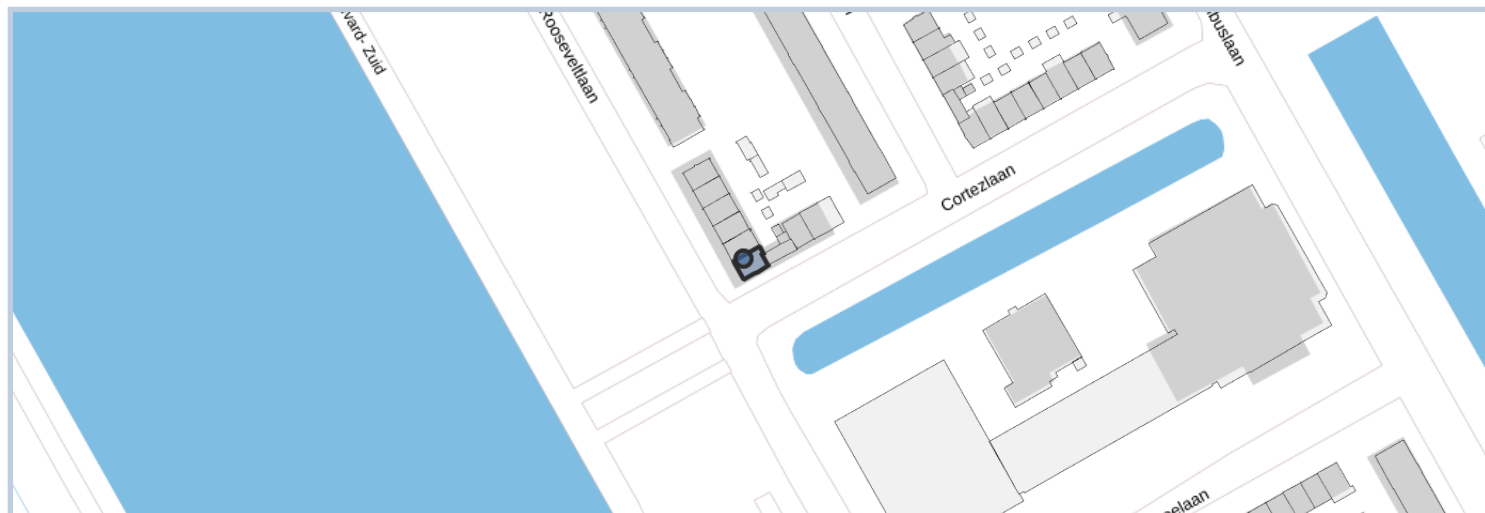 vard- Zuid
Rooseveltlaan
buslaan
Cortezlaan
elaan